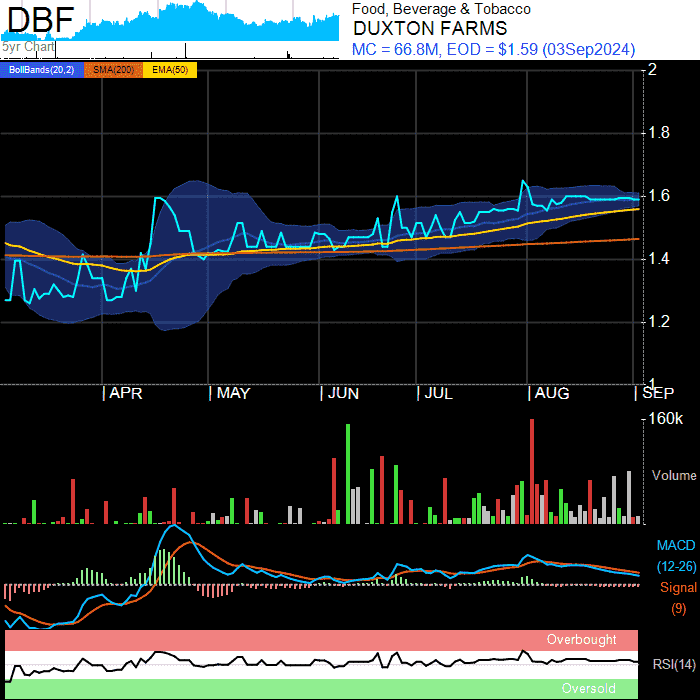 DBF
5yr Chart
Food, Beverage & Tobacco
DUXTON FARMS
MC = 66.8M, EOD = $1.59 (03Sep2024)
BollBands(20,2) SMA(200) EMA(50)
2
1.8
1.6
1.4
1.2
1
| APR | MAY | JUN | JUL | AUG | SEP
160k
Volume
MACD
(12-26)
Signal
(9)
Overbought
RSI(14)
Oversold